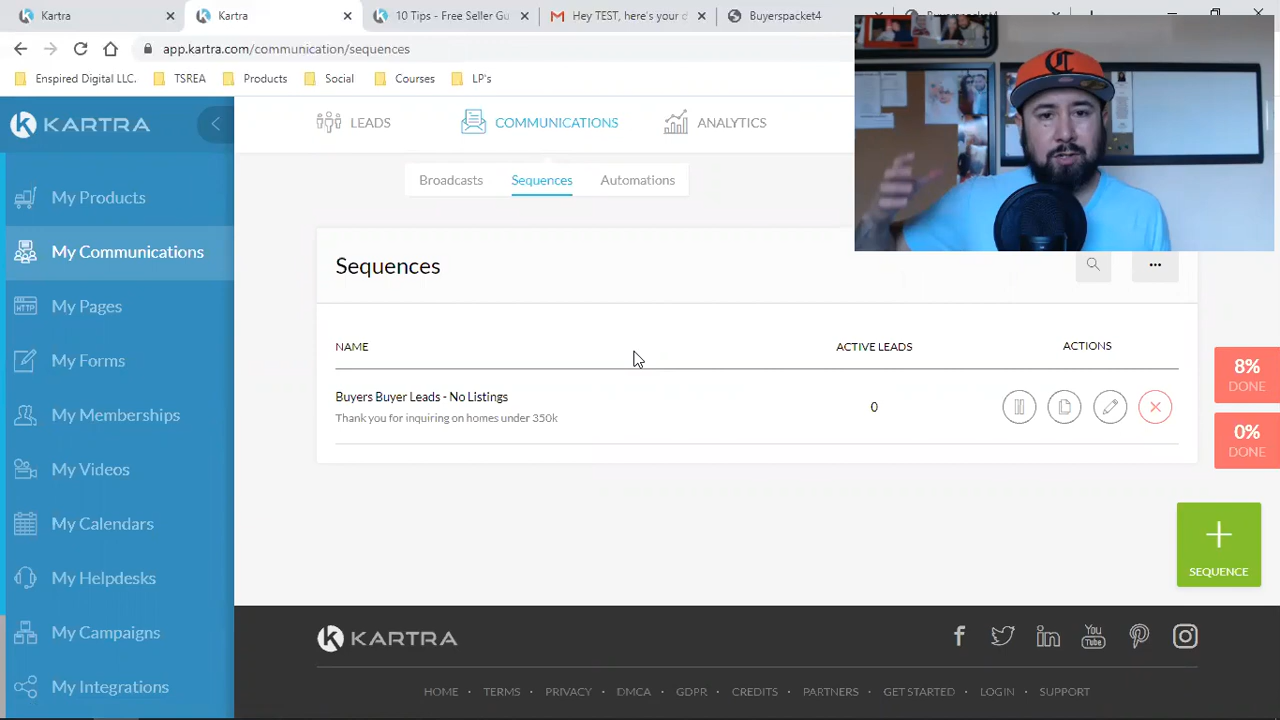 Kartra
Kartra
10 Tips - Free Seller Gu
Hey TEST, here's your
Buyerspacket4
app.kartra.com/communication/sequences
Enspired Digital LLC.
TSREA
Products
Social
Courses
LP's
KARTRA
LEADS
COMMUNICATIONS
ANALYTICS
Broadcasts
Sequences
Automations
My Products
My Communications
My Pages
My Forms
My Memberships
My Videos
My Calendars
My Helpdesks
My Campaigns
My Integrations
Sequences
NAME
ACTIVE LEADS
ACTIONS
Buyers Buyer Leads - No Listings
Thank you for inquiring on homes under 350k
0
8%
DONE
0%
DONE
SEQUENCE
KARTRA
You
Tube
HOME · TERMS · PRIVACY · DMCA · GDPR · CREDITS · PARTNERS · GET STARTED · LOGIN · SUPPORT